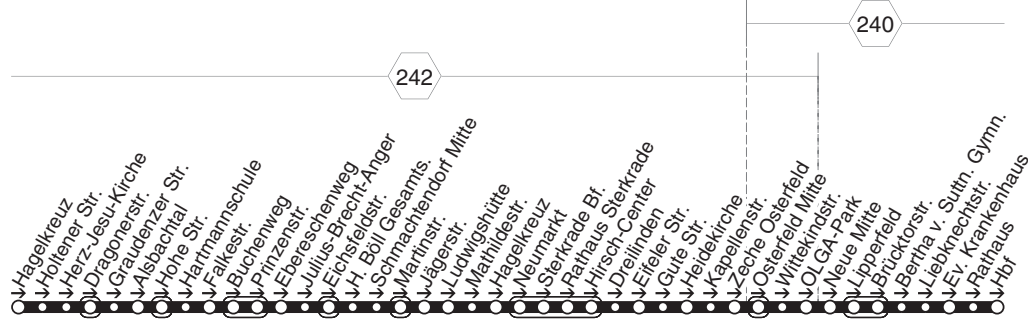 240
242
Hagelkreuz
Holtener Str.
Herz-Jesu-Kirche
Dragonerstr.
Graudenzer Str.
Alsbachtal
Hohe Str.
Hartmannschule
Falkestr.
Buchenweg
Prinzenstr.
Ebereschenweg
Julius-Brecht-Anger
Eichsfeldstr.
H. Böll Gesamts.
Schmachtendorf Mitte
Martinstr.
Jägerstr.
Ludwigshütte
Mathildestr.
Hagelkreuz
Neumarkt
Sterkrade Bf.
Rathaus Sterkrade
Hirsch-Center
Dreilinden
Eifeler Str.
Gute Str.
Heidekirche
Kapellenstr.
Zeche Osterfeld
Osterfeld Mitte
Wittekindstr.
OLGA-Park
Neue Mitte
Lipperfeld
Brücktorstr.
Bertha v. Suttn. Gymn.
Liebknechtstr.
Ev. Krankenhaus
Rathaus
Hbf